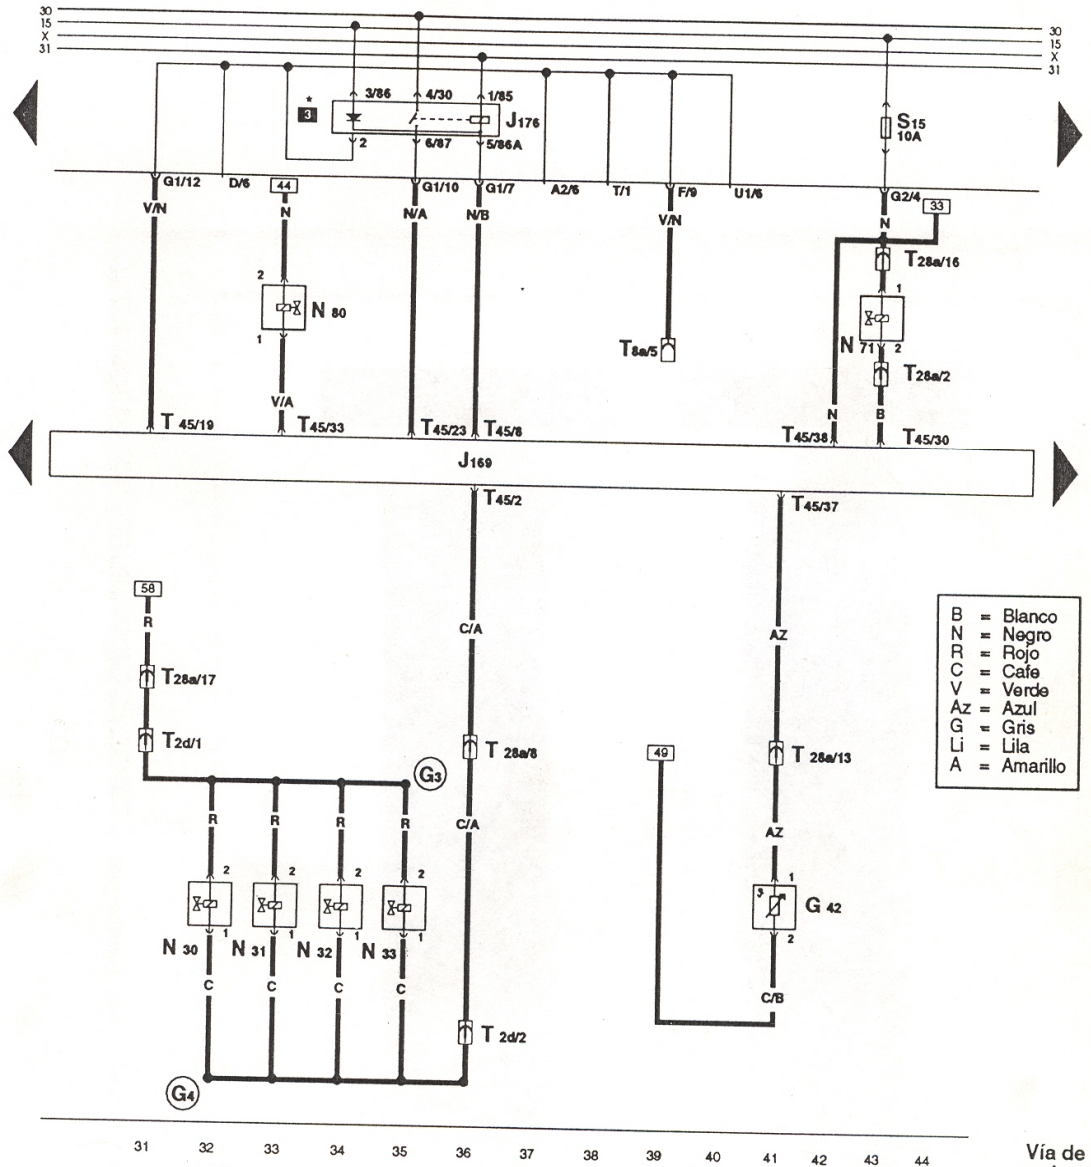 30
15
X
31
30
15
X
31
3/86
4/30
1/85
*
3
J176
S15
10A
2
6/87
5/86A
G1/12
D/6
44
G1/10
G1/7
A2/6
T/1
F/9
U1/6
G2/4
33
V/N
N
N/A
N/B
V/N
N
T28a/16
2
1
N 80
T8a/5
N 71
2
1
T28a/2
V/A
N
B
T 45/19
T45/33
T45/23
T45/8
T45/38
T45/30
J169
T45/2
T45/37
58
R
C/A
AZ
B = Blanco
N = Negro
R = Rojo
C = Cafe
V = Verde
Az = Azul
G = Gris
Li = Lila
A = Amarillo
T28a/17
T2d/1
T 28a/8
49
T 28a/13
G3
R
R
R
R
C/A
AZ
2
2
2
2
1
G 42
1
1
1
1
2
N 30
N 31
N 32
N 33
C
C
C
C
C/B
T 2d/2
G4
31 32 33 34 35 36 37 38 39 40 41 42 43 44
Vía de